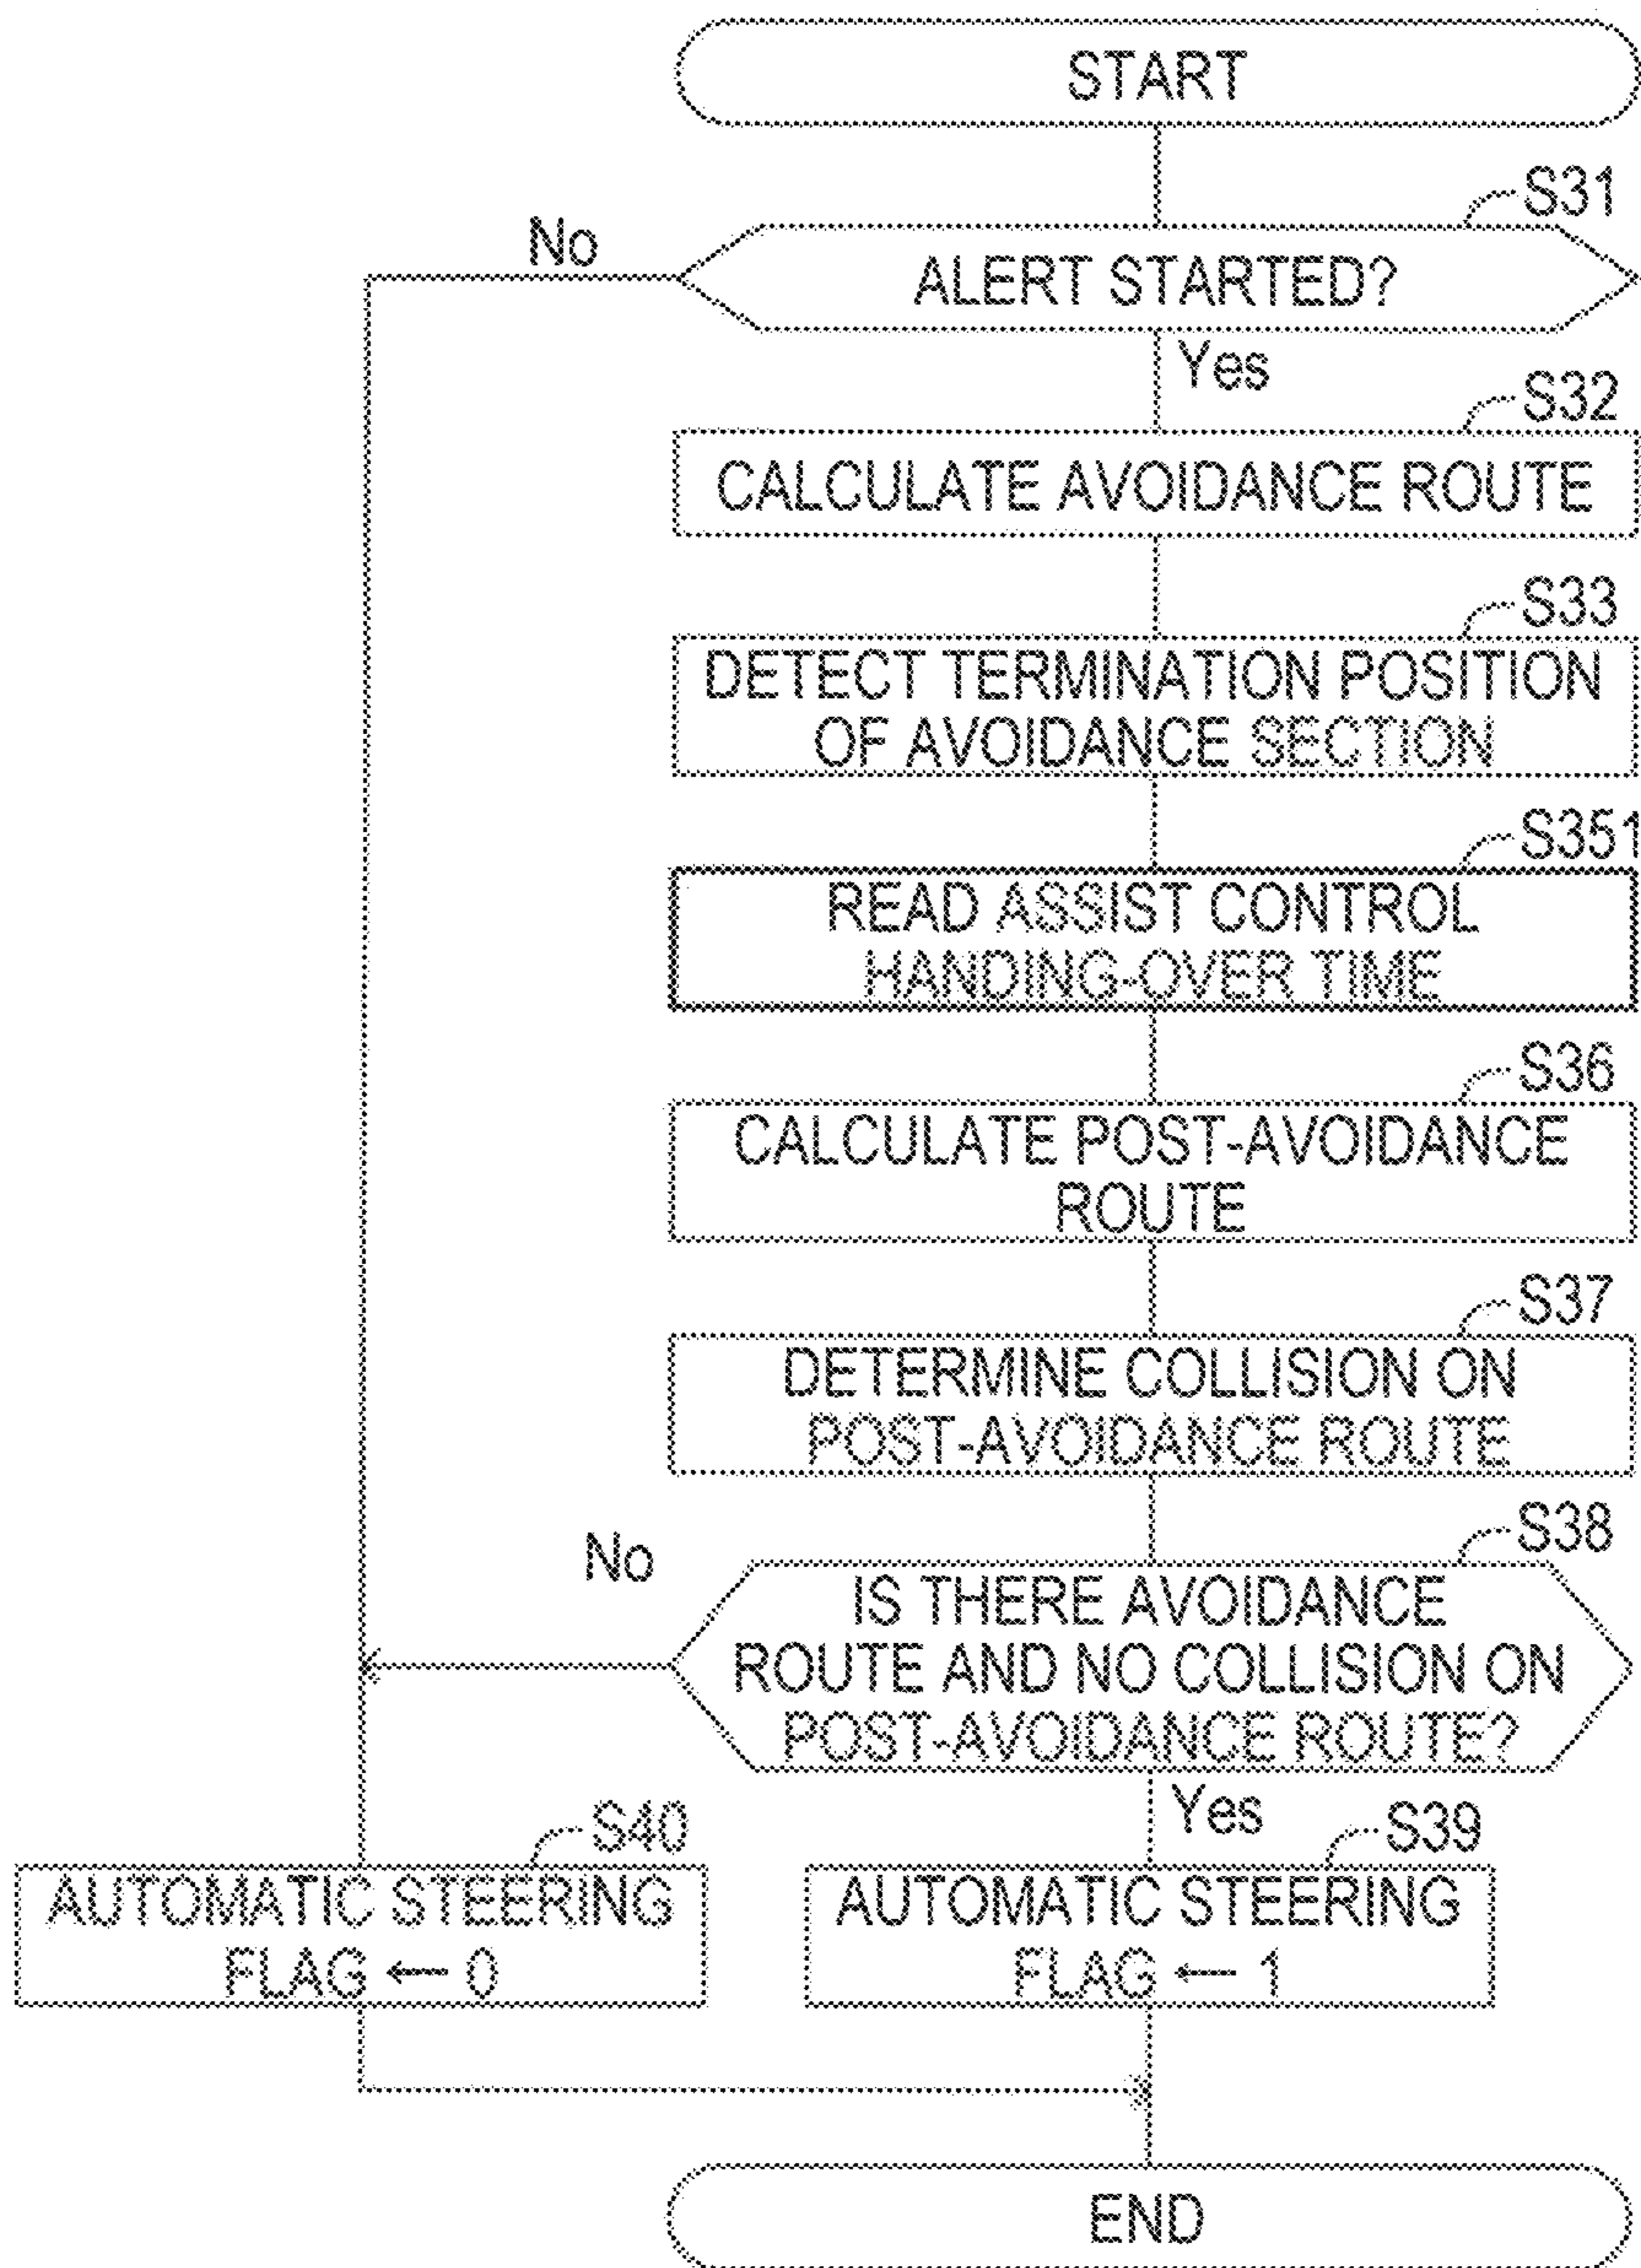 START
S31
No
ALERT STARTED?
Yes
S32
CALCULATE AVOIDANCE ROUTE
S33
DETECT TERMINATION POSITION
OF AVOIDANCE SECTION
S351
READ ASSIST CONTROL
HANDING-OVER TIME
S36
CALCULATE POST-AVOIDANCE
ROUTE
S37
DETERMINE COLLISION ON
POST-AVOIDANCE ROUTE
S38
No
IS THERE AVOIDANCE
ROUTE AND NO COLLISION ON
POST-AVOIDANCE ROUTE?
Yes
S40
AUTOMATIC STEERING
FLAG ← 0
S39
AUTOMATIC STEERING
FLAG ← 1
END